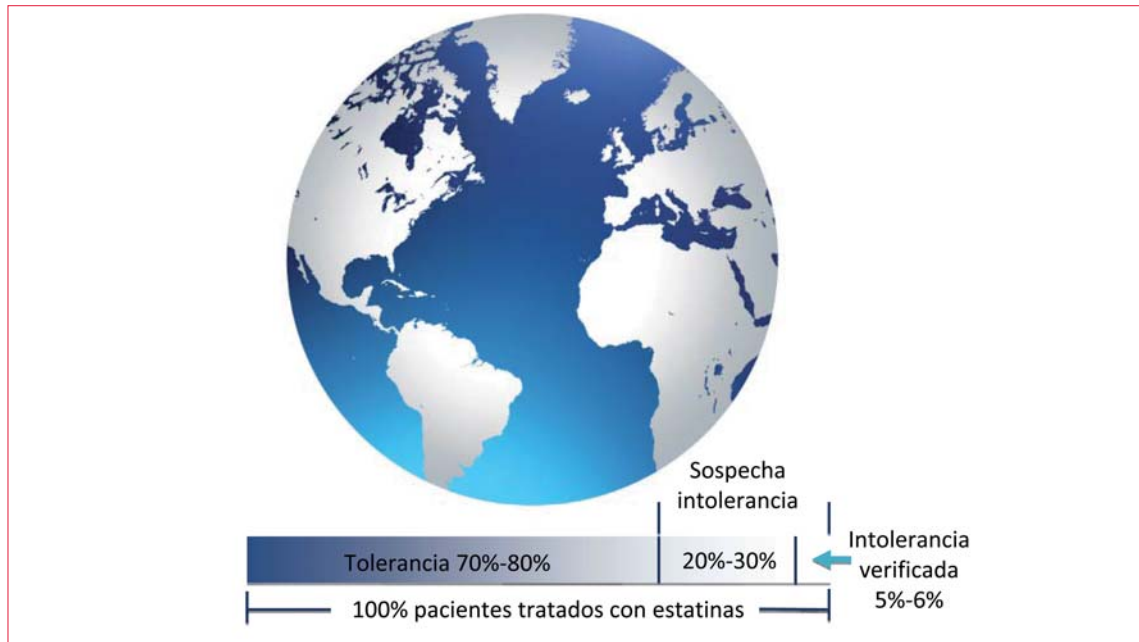 Sospecha
intolerancia
Tolerancia 70%-80%
20%-30%
Intolerancia
verificada
5%-6%
100% pacientes tratados con estatinas